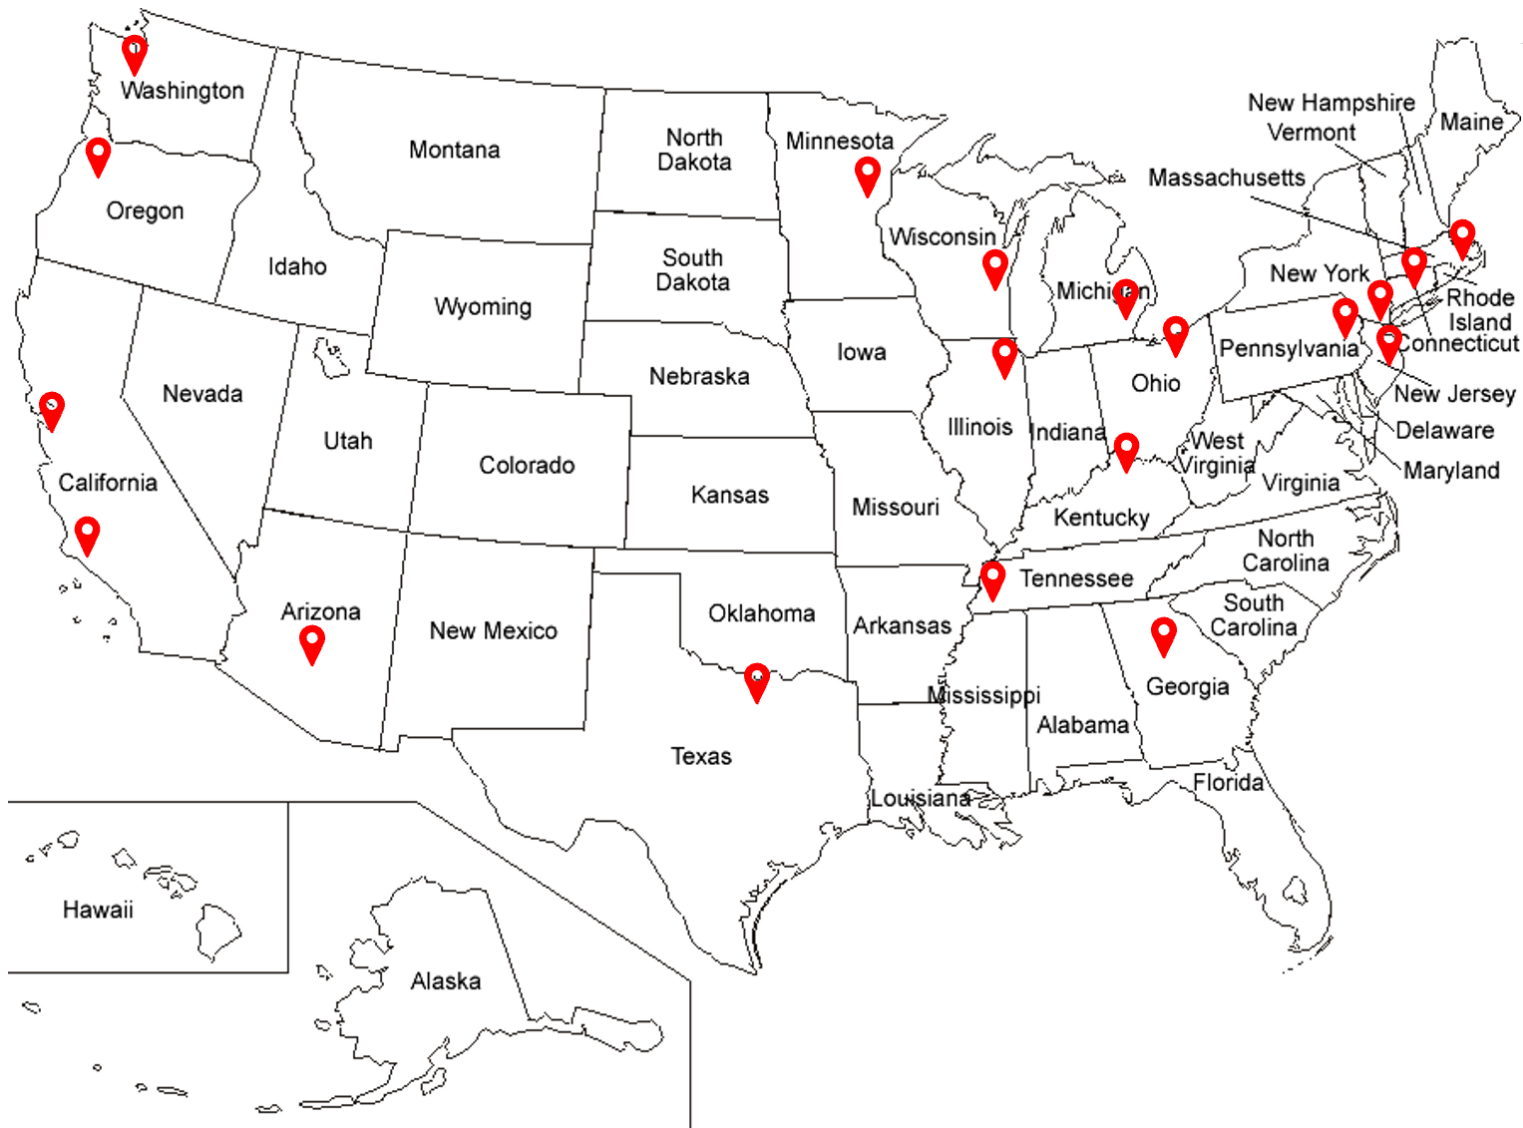 Washington
Montana
North
Dakota
Minnesota
New Hampshire
Vermont
Maine
Massachusetts
Oregon
Idaho
South
Dakota
Wisconsin
Michigan
New York
Rhode
Island
Connecticut
Wyoming
Iowa
Pennsylvania
Ohio
Nevada
Utah
Nebraska
Illinois
Indiana
New Jersey
Delaware
Maryland
West
Virginia
Virginia
California
Colorado
Kansas
Missouri
Kentucky
North
Carolina
Tennessee
South
Carolina
Arizona
New Mexico
Oklahoma
Arkansas
Mississippi
Alabama
Georgia
Texas
Louisiana
Florida
Hawaii
Alaska